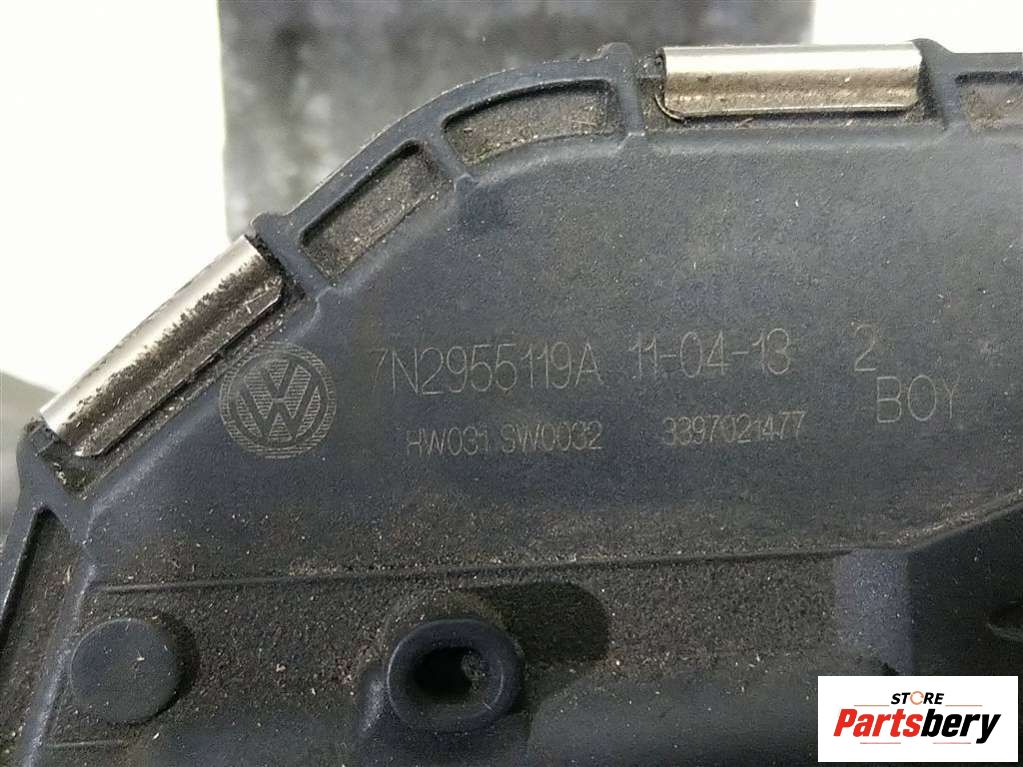 7N2955119A 11-04-13 2
BOY
HW031 SW0032 3397021477
STORE
Partsbery